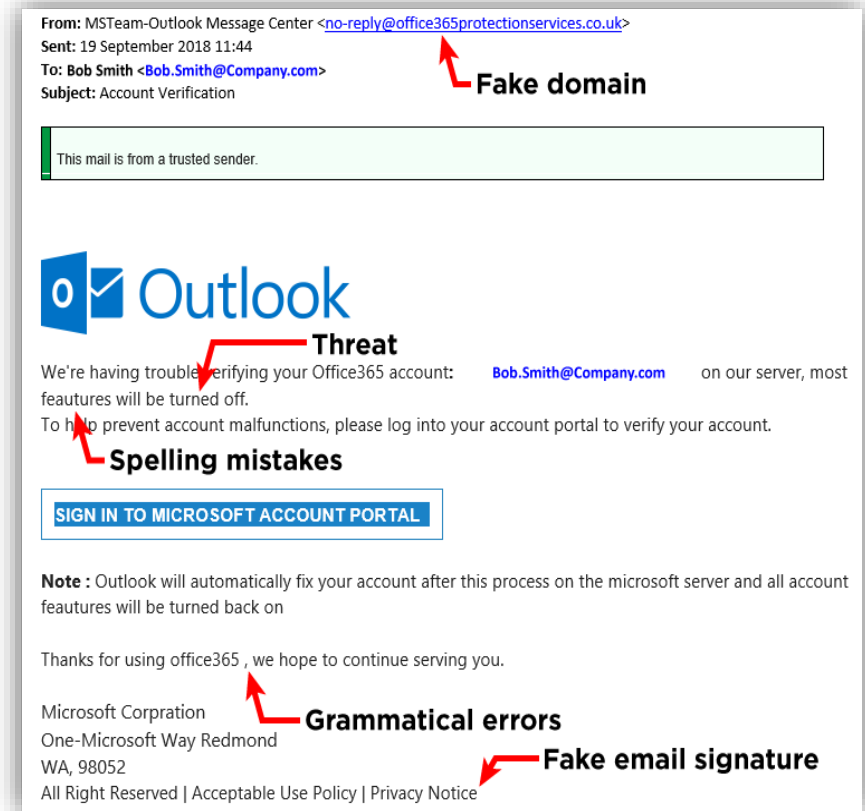 From: MSTeam-Outlook Message Center <no-reply@office365protectionservices.co.uk>
Sent: 19 September 2018 11:44
To: Bob Smith <Bob.Smith@Company.com>
Fake domain
Subject: Account Verification
This mail is from a trusted sender.
O Outlook
Threat
We're having trouble verifying your Office365 account: Bob.Smith@Company.com on our server, most
feautures will be turned off.
To help prevent account malfunctions, please log into your account portal to verify your account.
Spelling mistakes
SIGN IN TO MICROSOFT ACCOUNT PORTAL
Note : Outlook will automatically fix your account after this process on the microsoft server and all account
feautures will be turned back on
Thanks for using office365 , we hope to continue serving you.
Microsoft Corpration
Grammatical errors
One-Microsoft Way Redmond
Fake email signature
WA, 98052
All Right Reserved | Acceptable Use Policy | Privacy Notice